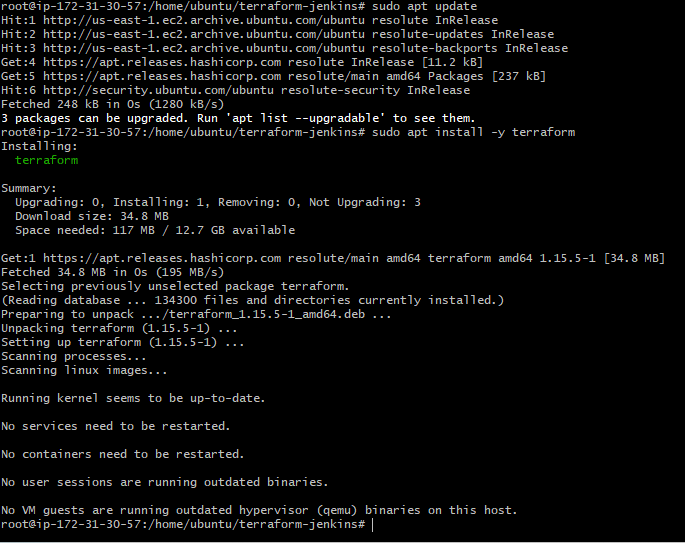 root@ip-172-31-30-57:/home/ubuntu/terraform-jenkins# sudo apt update
Hit:1 http://us-east-1.ec2.archive.ubuntu.com/ubuntu resolute InRelease
Hit:2 http://us-east-1.ec2.archive.ubuntu.com/ubuntu resolute-updates InRelease
Hit:3 http://us-east-1.ec2.archive.ubuntu.com/ubuntu resolute-backports InRelease
Get:4 https://apt.releases.hashicorp.com resolute InRelease [11.2 kB]
Get:5 https://apt.releases.hashicorp.com resolute/main amd64 Packages [237 kB]
Hit:6 http://security.ubuntu.com/ubuntu resolute-security InRelease
Fetched 248 kB in 0s (1280 kB/s)
3 packages can be upgraded. Run 'apt list --upgradable' to see them.
root@ip-172-31-30-57:/home/ubuntu/terraform-jenkins# sudo apt install -y terraform
Installing:
  terraform

Summary:
  Upgrading: 0, Installing: 1, Removing: 0, Not Upgrading: 3
  Download size: 34.8 MB
  Space needed: 117 MB / 12.7 GB available

Get:1 https://apt.releases.hashicorp.com resolute/main amd64 terraform amd64 1.15.5-1 [34.8 MB]
Fetched 34.8 MB in 0s (195 MB/s)
Selecting previously unselected package terraform.
(Reading database ... 134300 files and directories currently installed.)
Preparing to unpack .../terraform_1.15.5-1_amd64.deb ...
Unpacking terraform (1.15.5-1) ...
Setting up terraform (1.15.5-1) ...
Scanning processes...
Scanning linux images...

Running kernel seems to be up-to-date.

No services need to be restarted.

No containers need to be restarted.

No user sessions are running outdated binaries.

No VM guests are running outdated hypervisor (qemu) binaries on this host.
root@ip-172-31-30-57:/home/ubuntu/terraform-jenkins#